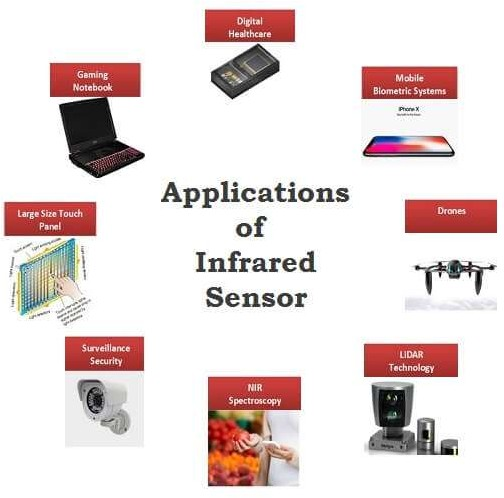 Digital
Healthcare
Gaming
Notebook
Mobile
Biometric Systems
iPhone X
Applications
of
Infrared
Sensor
Large Size Touch
Panel
Drones
Surveillance
Security
NIR
Spectroscopy
LiDAR
Technology